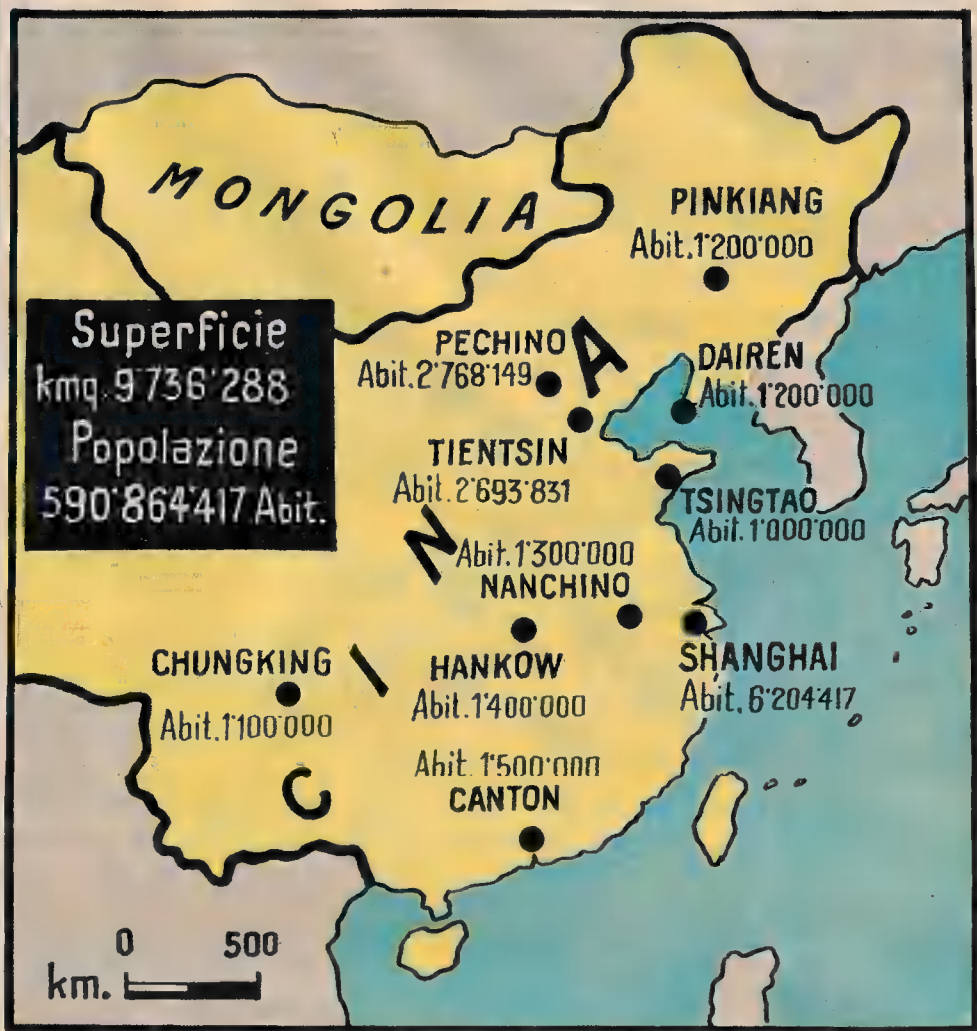 MONGOLIA
PINKIANG
Abit. 1'200'000
Superficie
kmq. 9'736'288
Popolazione
590'864'417 Abit.
PECHINO
Abit. 2'768'149
DAIREN
Abit. 1'200'000
TIENTSIN
Abit. 2'693'831
TSINGTAO
Abit. 1'000'000
Abit. 1'300'000
NANCHINO
CHUNGKING
Abit. 1'100'000
HANKOW
Abit. 1'400'000
SHANGHAI
Abit. 6'204'417
Abit. 1'500'000
CANTON
CINA
0 500
km.